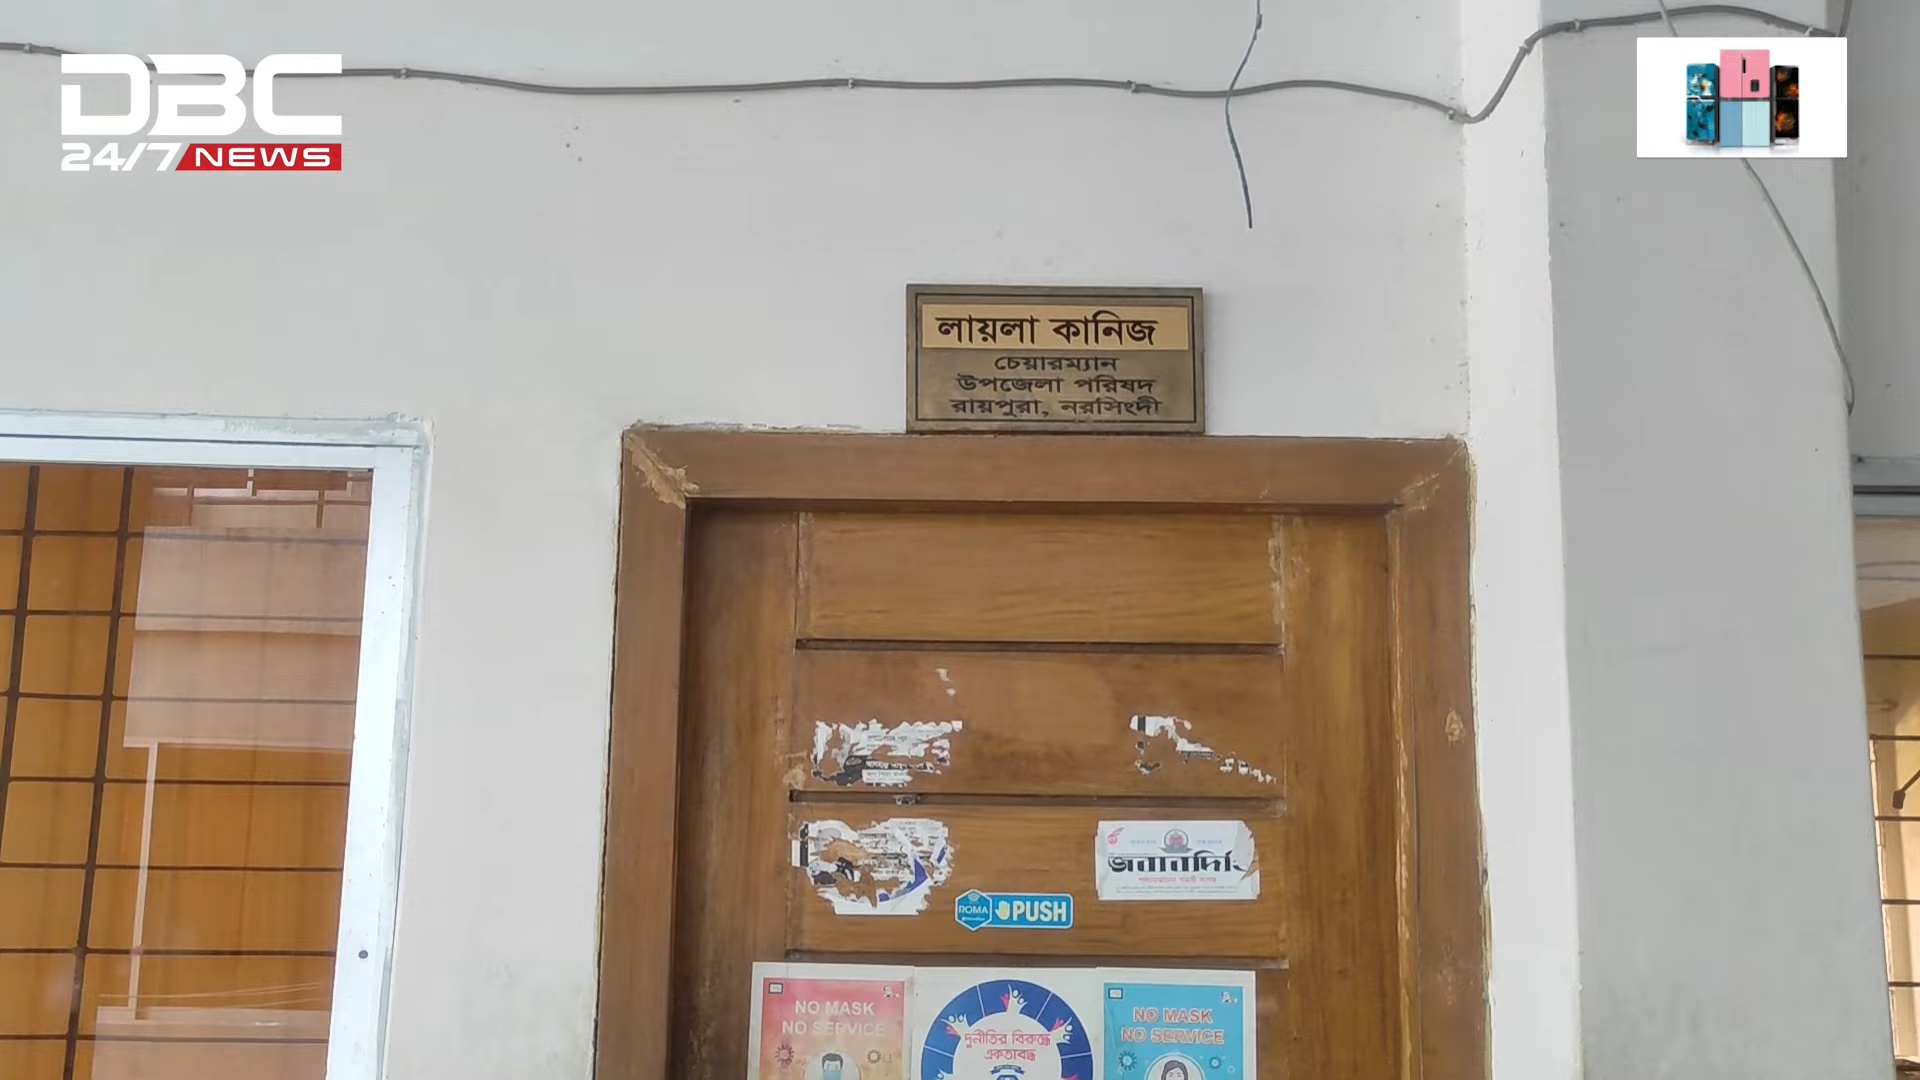 DBC
24/7 NEWS
লায়লা কানিজ
চেয়ারম্যান
উপজেলা পরিষদ
রায়পুরা, নরসিংদী
ROMA
PUSH
NO MASK
NO SERVICE
দুর্নীতির বিরুদ্ধে
একতাবদ্ধ
NO MASK
NO SERVICE